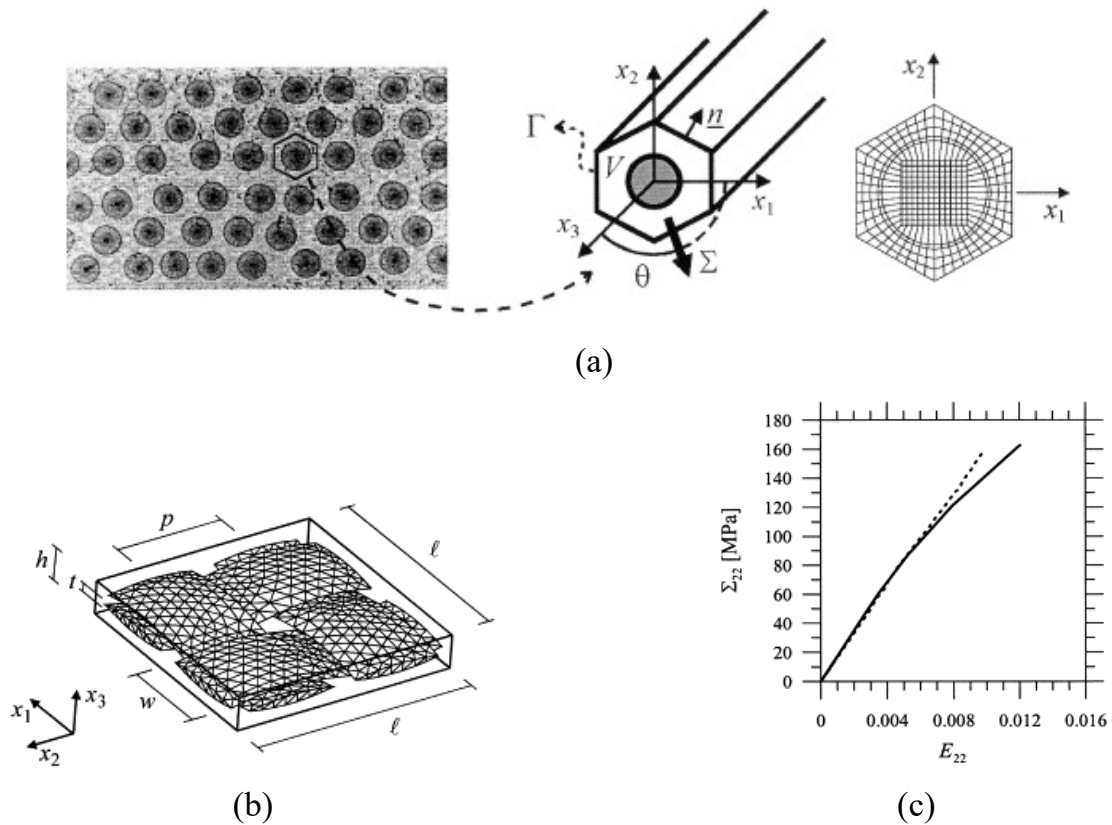 x₂
Γ
n
V
x₁
x₃
θ
Σ
x₂
x₁
(a)
p
ℓ
h
t
w
ℓ
x₁
x₃
x₂
(b)
180
160
140
120
100
80
60
40
20
0
Σ₂₂ [MPa]
0 0.004 0.008 0.012 0.016
E₂₂
(c)